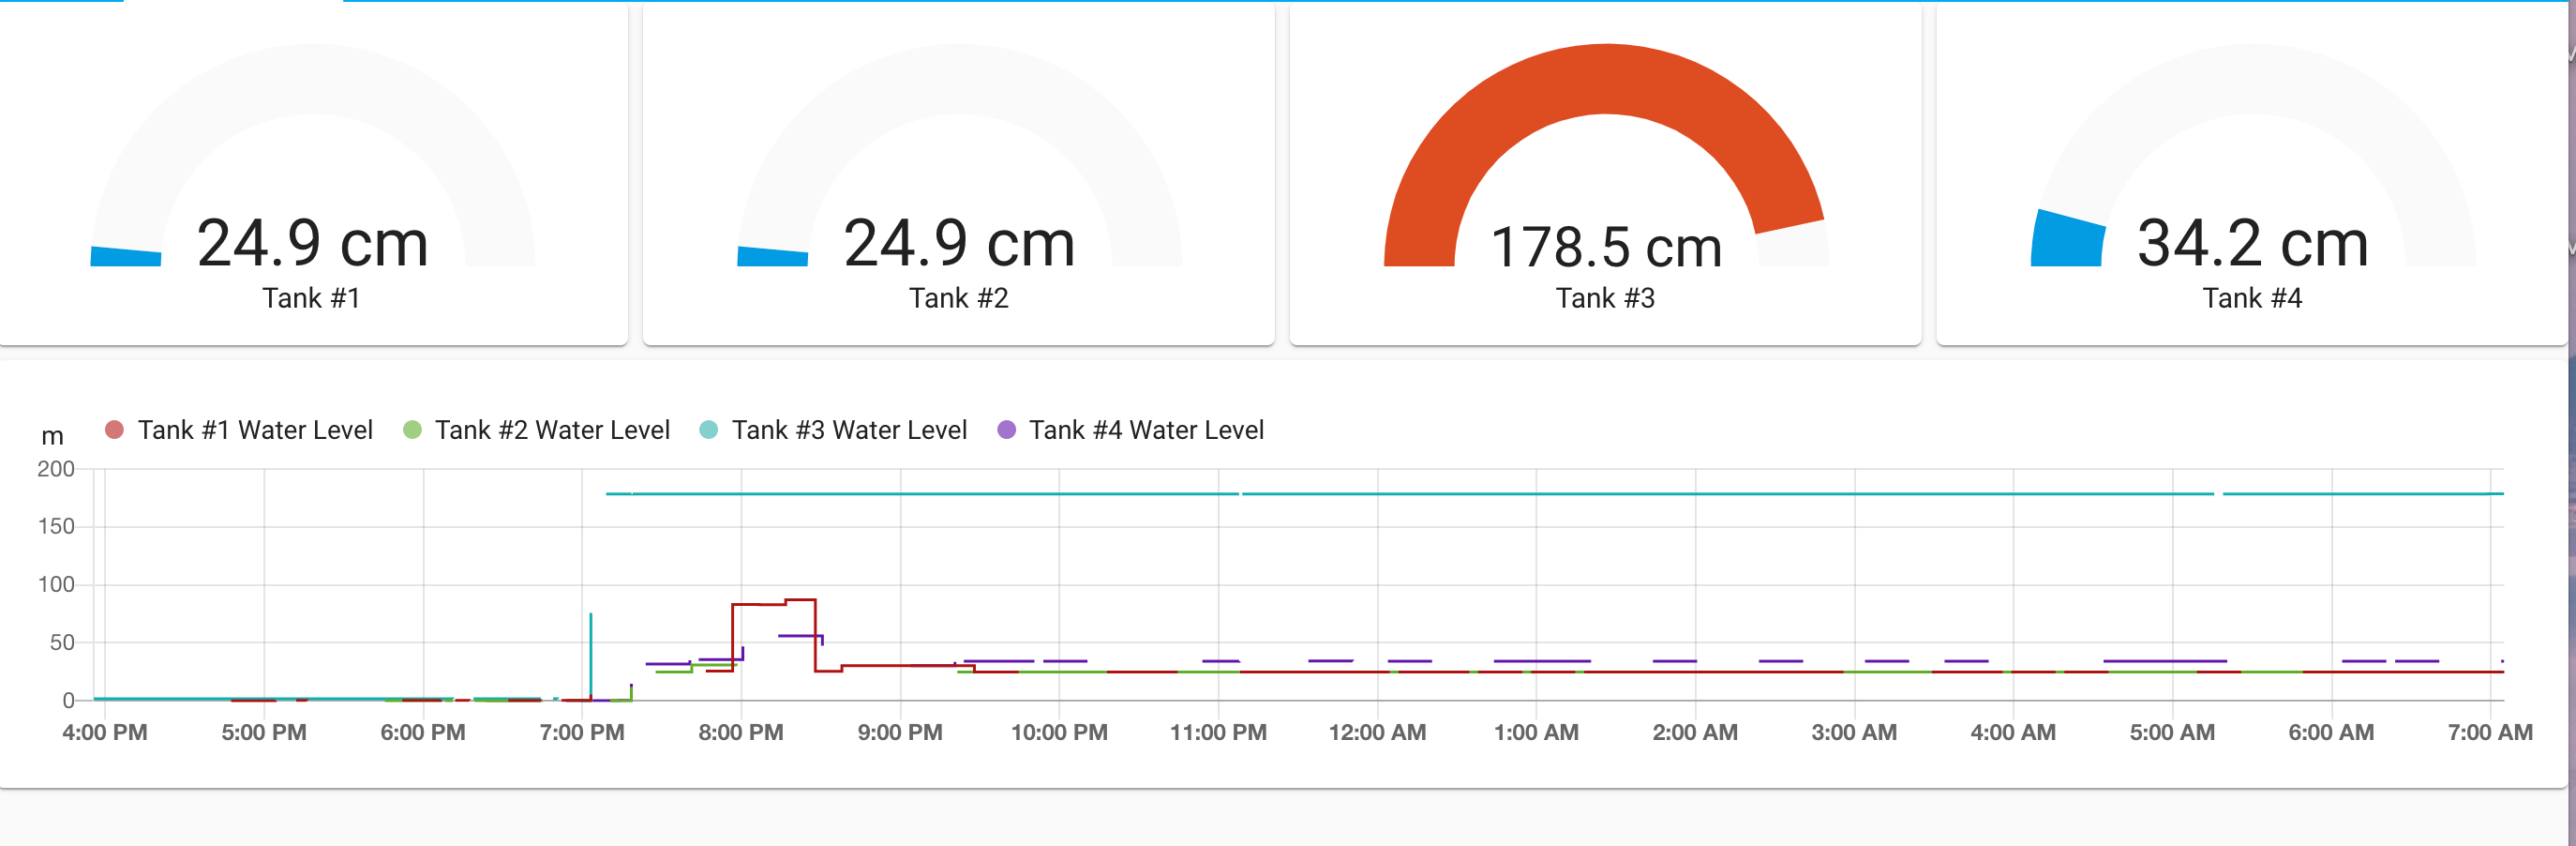 24.9 cm
Tank #1
24.9 cm
Tank #2
178.5 cm
Tank #3
34.2 cm
Tank #4
m
Tank #1 Water Level
Tank #2 Water Level
Tank #3 Water Level
Tank #4 Water Level
200
150
100
50
0
4:00 PM
5:00 PM
6:00 PM
7:00 PM
8:00 PM
9:00 PM
10:00 PM
11:00 PM
12:00 AM
1:00 AM
2:00 AM
3:00 AM
4:00 AM
5:00 AM
6:00 AM
7:00 AM